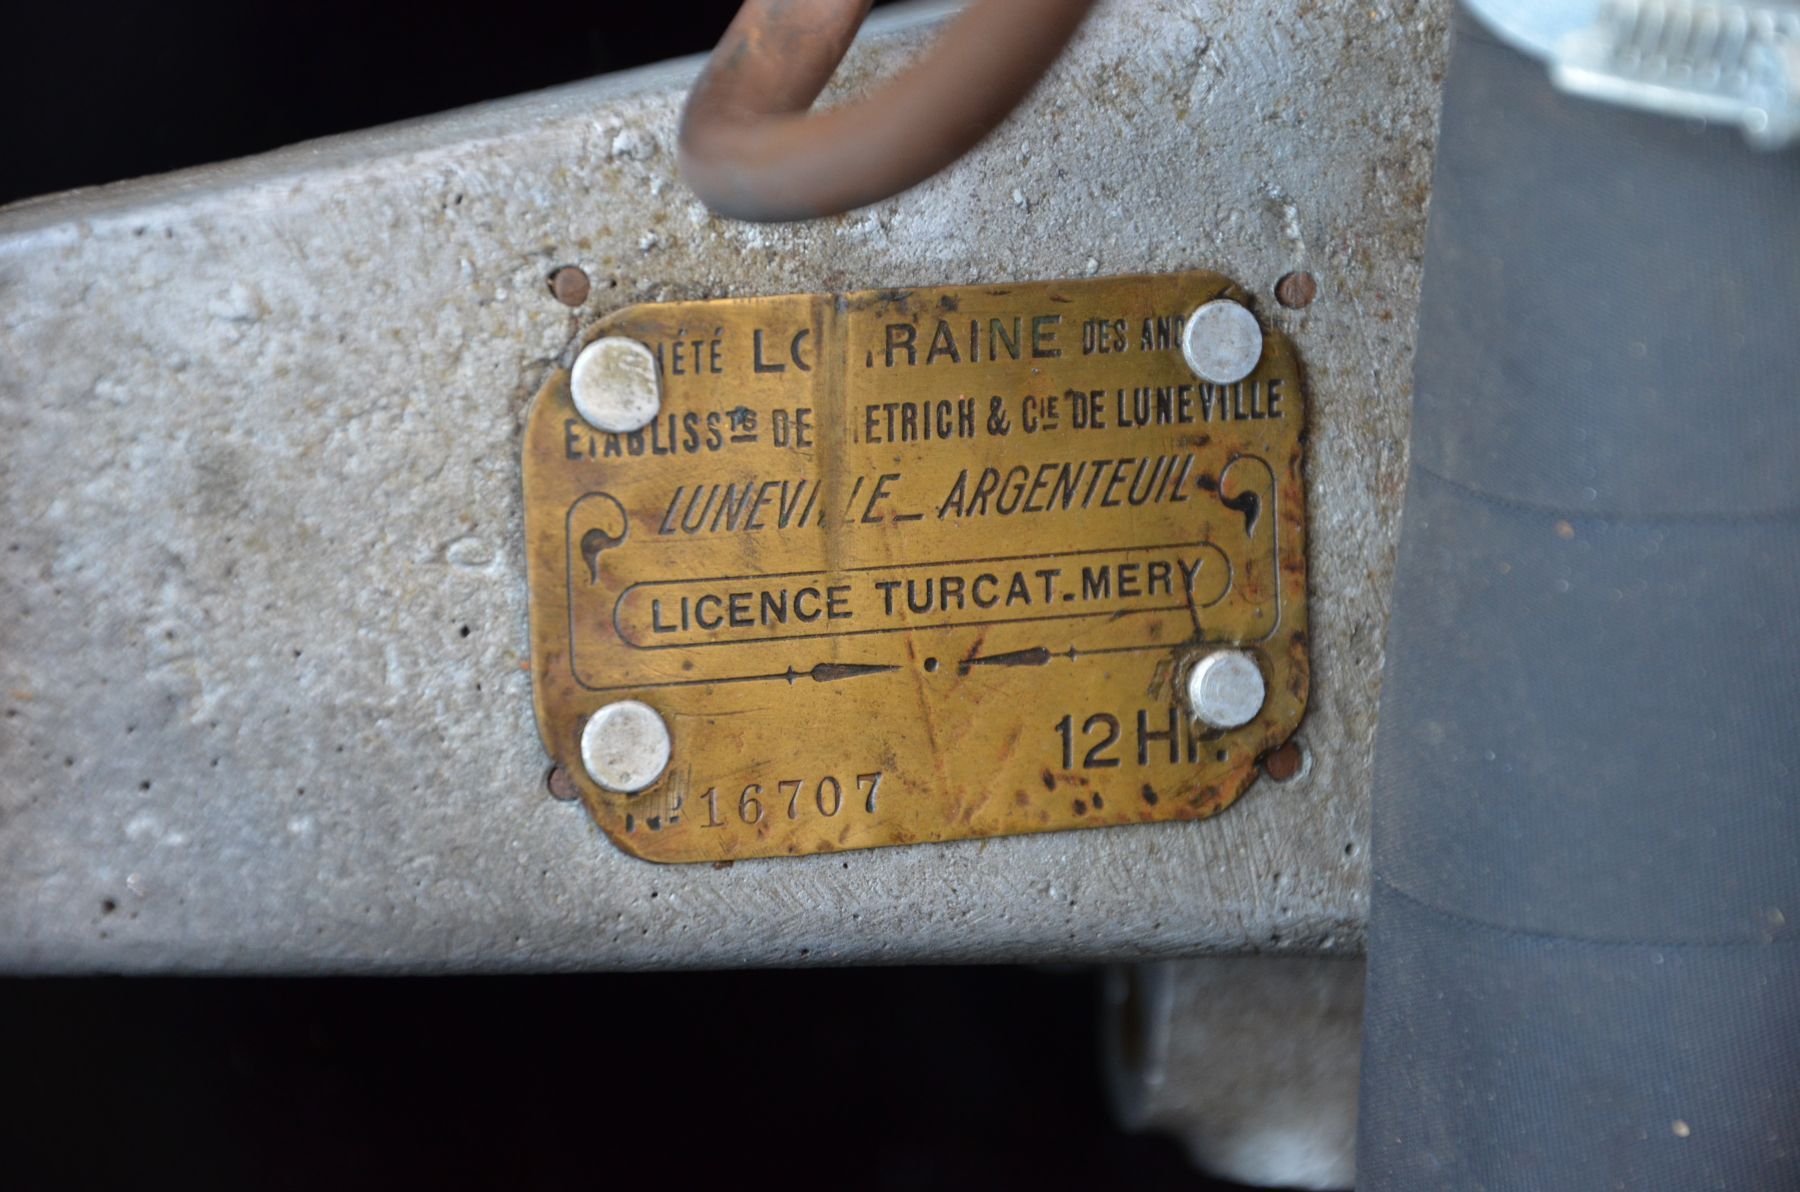 LORRAINE DES
ETABLISSTS DE DIETRICH & CIE DE LUNEVILLE
LUNEVILLE_ARGENTEUIL
LICENCE TURCAT-MERY
12 HP.
16707